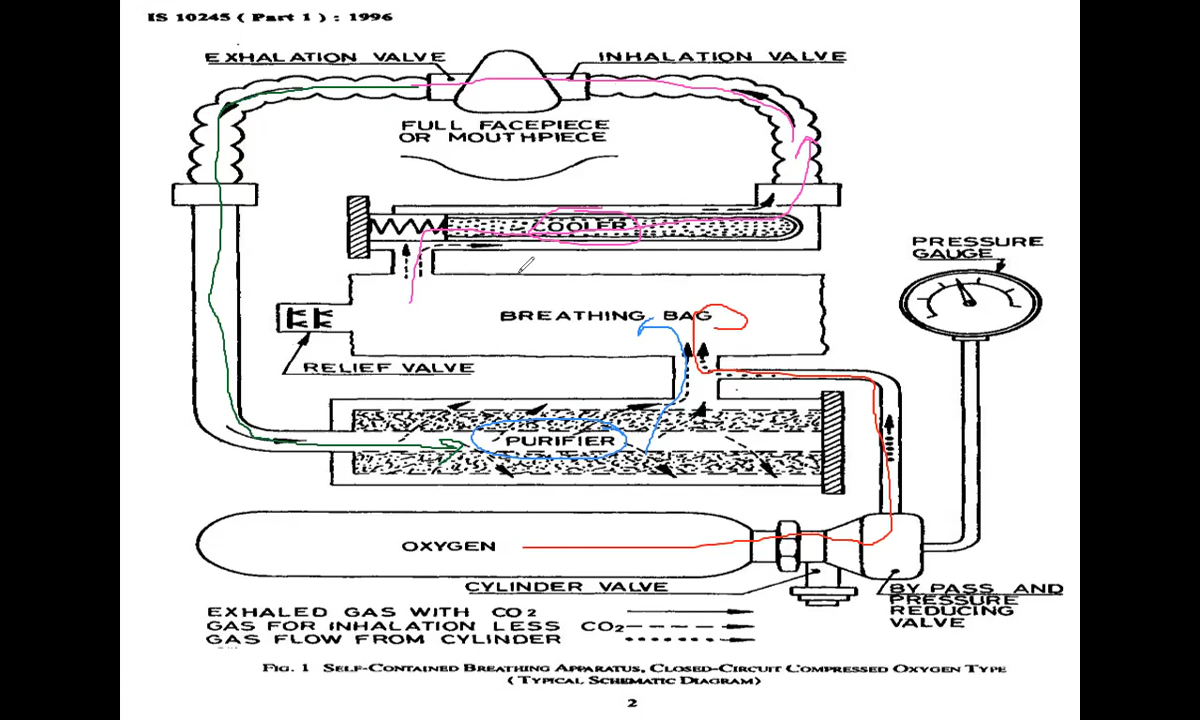 IS 10245 ( Part 1 ) : 1996
EXHALATION VALVE
INHALATION VALVE
FULL FACEPIECE
OR MOUTHPIECE
COOLER
PRESSURE
GAUGE
BREATHING BAG
RELIEF VALVE
PURIFIER
OXYGEN
CYLINDER VALVE
BY PASS AND
PRESSURE
REDUCING
VALVE
EXHALED GAS WITH CO2
GAS FOR INHALATION LESS CO2
GAS FLOW FROM CYLINDER
FIG. 1 SELF-CONTAINED BREATHING APPARATUS, CLOSED-CIRCUIT COMPRESSED OXYGEN TYPE
( TYPICAL SCHEMATIC DIAGRAM)
2